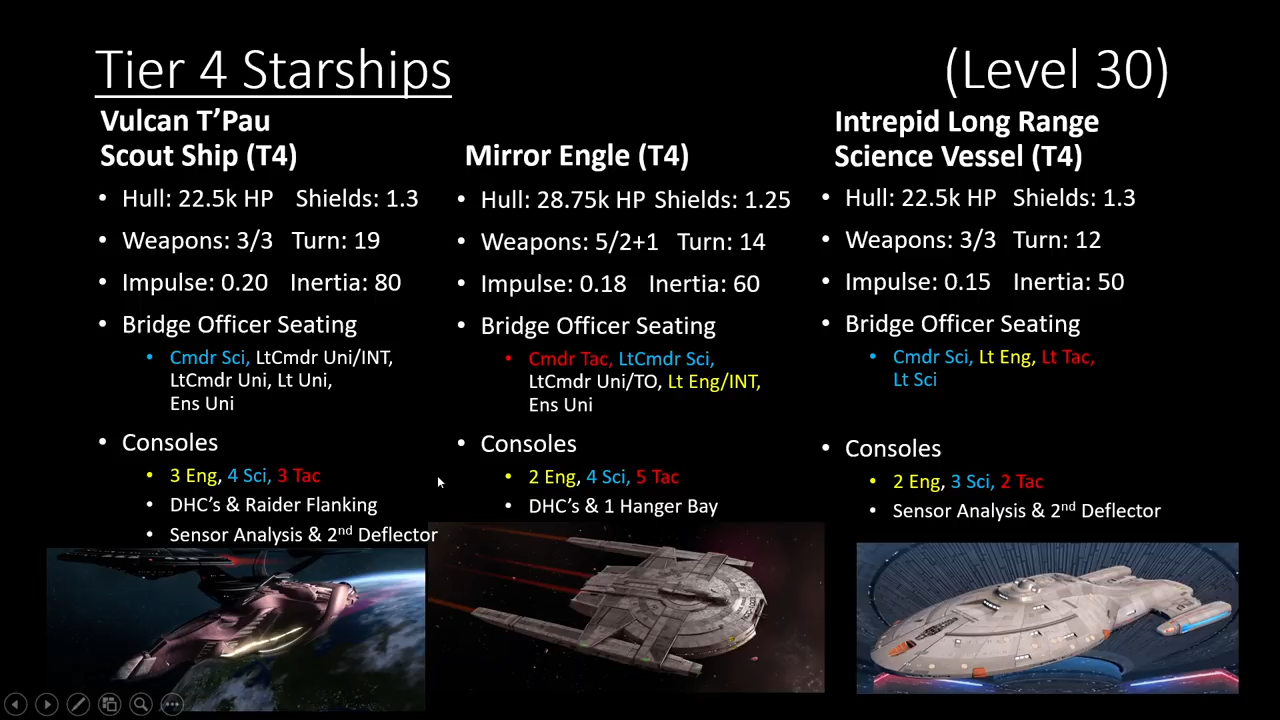 Tier 4 Starships
(Level 30)
Vulcan T'Pau
Scout Ship (T4)
• Hull: 22.5k HP Shields: 1.3
• Weapons: 3/3 Turn: 19
• Impulse: 0.20 Inertia: 80
• Bridge Officer Seating
• Cmdr Sci, LtCmdr Uni/INT,
LtCmdr Uni, Lt Uni,
Ens Uni
• Consoles
• 3 Eng, 4 Sci, 3 Tac
• DHC's & Raider Flanking
• Sensor Analysis & 2nd Deflector
Mirror Engle (T4)
• Hull: 28.75k HP Shields: 1.25
• Weapons: 5/2+1 Turn: 14
• Impulse: 0.18 Inertia: 60
• Bridge Officer Seating
• Cmdr Tac, LtCmdr Sci,
LtCmdr Uni/TO, Lt Eng/INT,
Ens Uni
• Consoles
• 2 Eng, 4 Sci, 5 Tac
• DHC's & 1 Hanger Bay
Intrepid Long Range
Science Vessel (T4)
• Hull: 22.5k HP Shields: 1.3
• Weapons: 3/3 Turn: 12
• Impulse: 0.15 Inertia: 50
• Bridge Officer Seating
• Cmdr Sci, Lt Eng, Lt Tac,
Lt Sci
• Consoles
• 2 Eng, 3 Sci, 2 Tac
• Sensor Analysis & 2nd Deflector